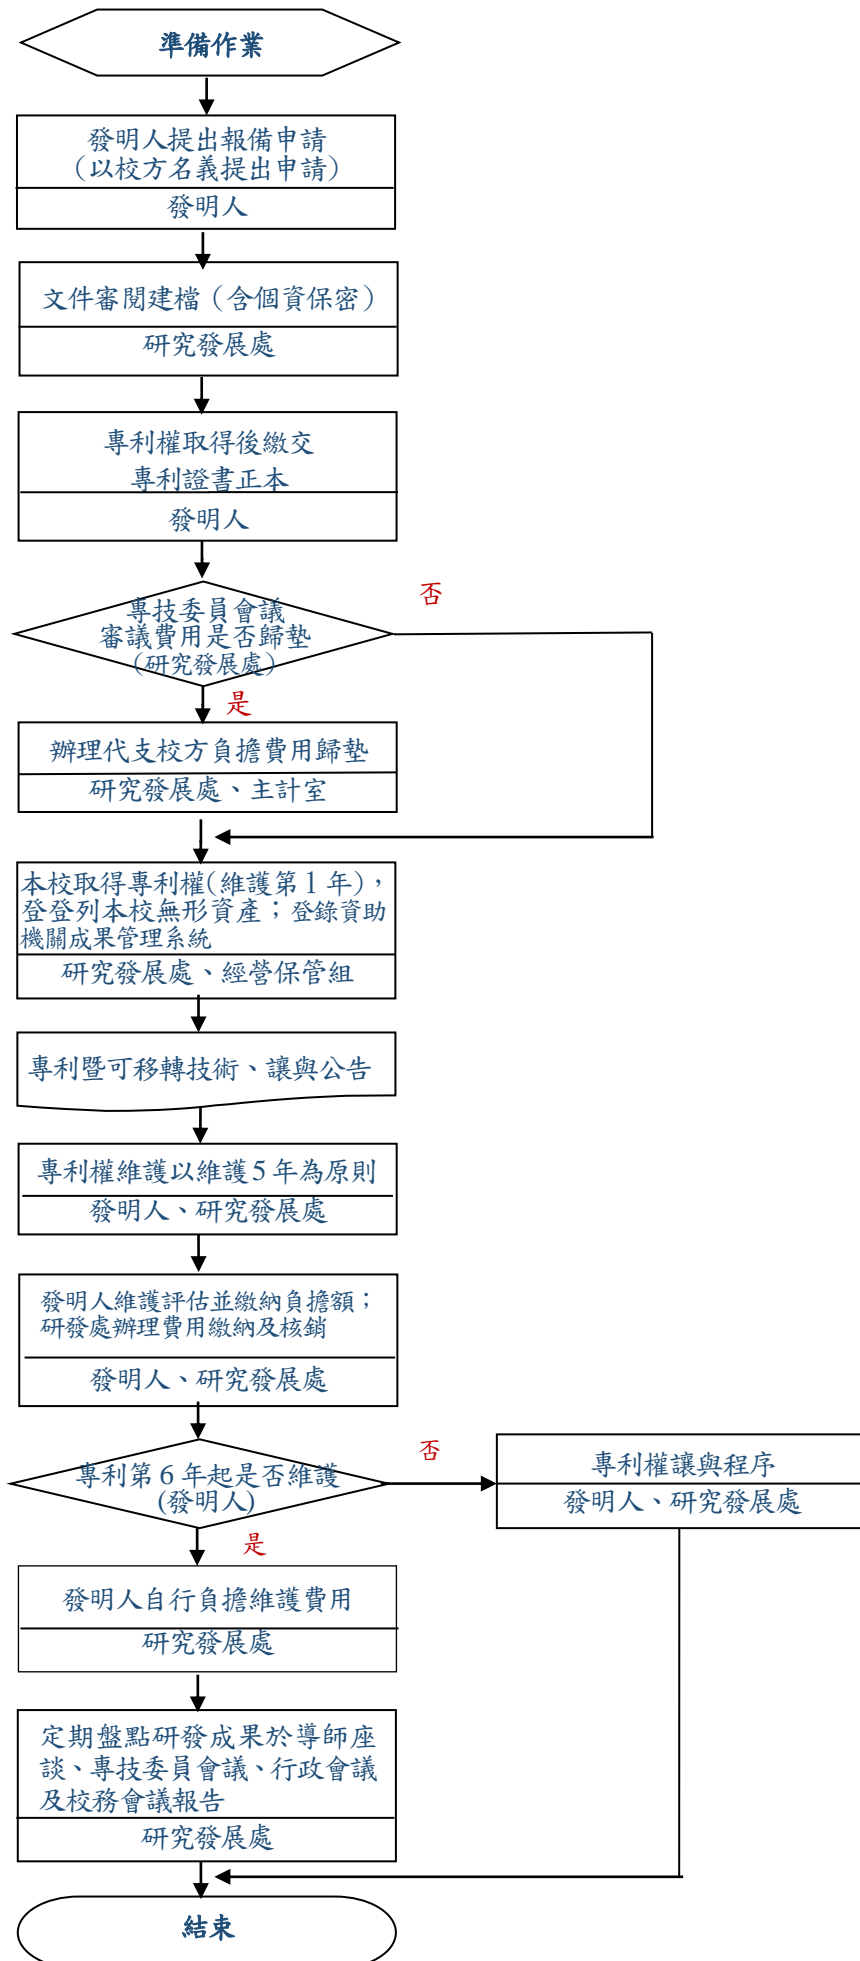 準備作業
發明人提出報備申請
(以校方名義提出申請)
發明人
文件審閱建檔(含個資保密)
研究發展處
專利權取得後繳交
專利證書正本
發明人
否
專技委員會議
審議費用是否歸墊
(研究發展處)
是
辦理代支校方負擔費用歸墊
研究發展處、主計室
本校取得專利權(維護第1年),
登登列本校無形資產;登錄資助
機關成果管理系統
研究發展處、經營保管組
專利暨可移轉技術、讓與公告
專利權維護以維護5年為原則
發明人、研究發展處
發明人維護評估並繳納負擔額;
研發處辦理費用繳納及核銷
發明人、研究發展處
否
專利第6年起是否維護
(發明人)
專利權讓與程序
發明人、研究發展處
是
發明人自行負擔維護費用
研究發展處
定期盤點研發成果於導師座
談、專技委員會議、行政會議
及校務會議報告
研究發展處
結束